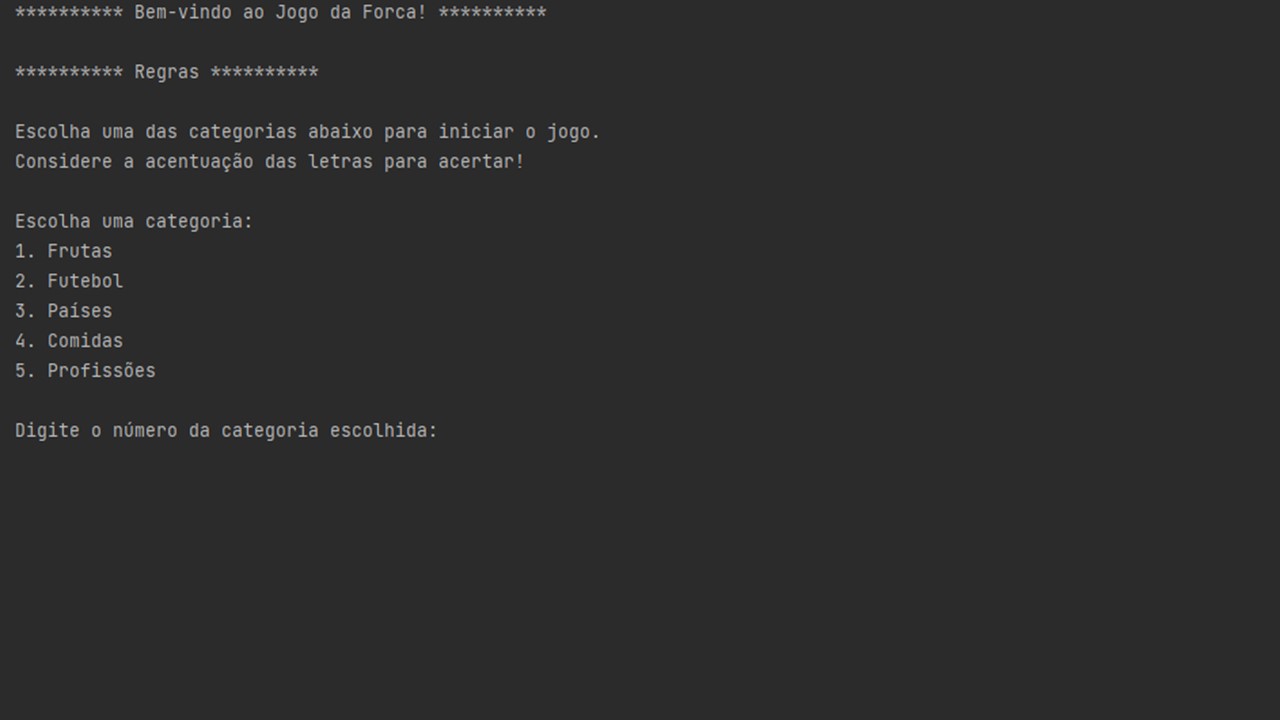 ********** Bem-vindo ao Jogo da Forca! **********
********** Regras **********
Escolha uma das categorias abaixo para iniciar o jogo.
Considere a acentuação das letras para acertar!
Escolha uma categoria:
1. Frutas
2. Futebol
3. Países
4. Comidas
5. Profissões
Digite o número da categoria escolhida: